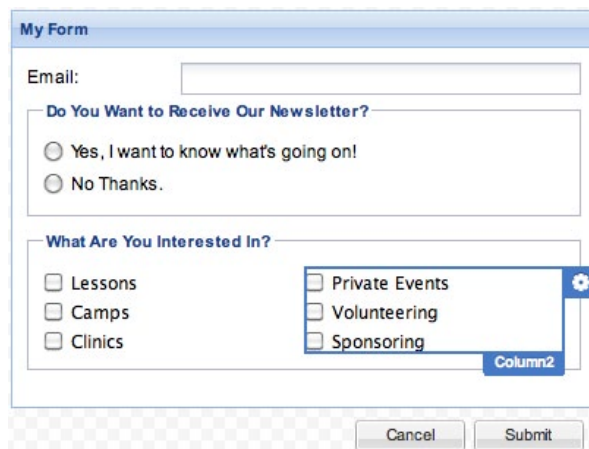 My Form
Email:
Do You Want to Receive Our Newsletter?
Yes, I want to know what's going on!
No Thanks.
What Are You Interested In?
Lessons
Private Events
Camps
Volunteering
Clinics
Sponsoring
Column2
Cancel
Submit